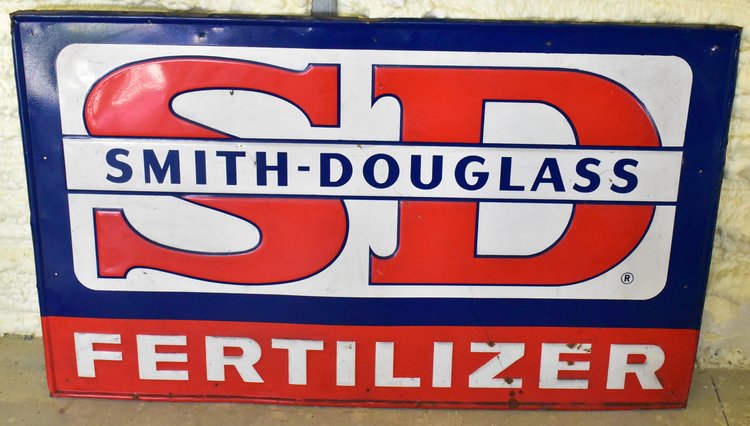 SD
SMITH-DOUGLASS
®
FERTILIZER